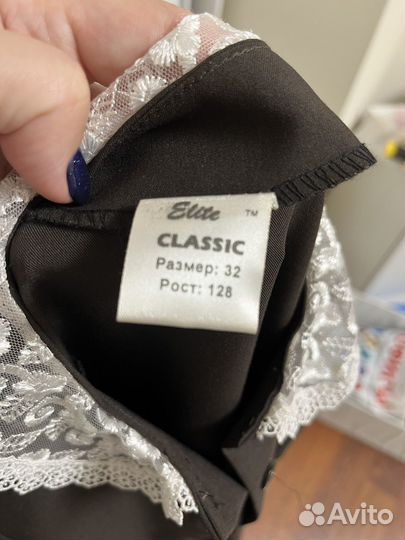 Elite ™
CLASSIC
Размер: 32
Рост: 128
Avito